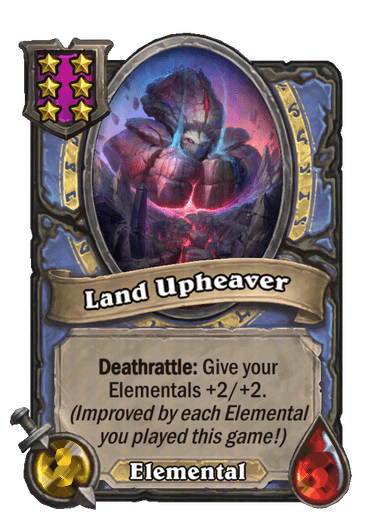 Land Upheaver
Deathrattle: Give your
Elementals +2/+2.
(Improved by each Elemental
you played this game!)
Elemental